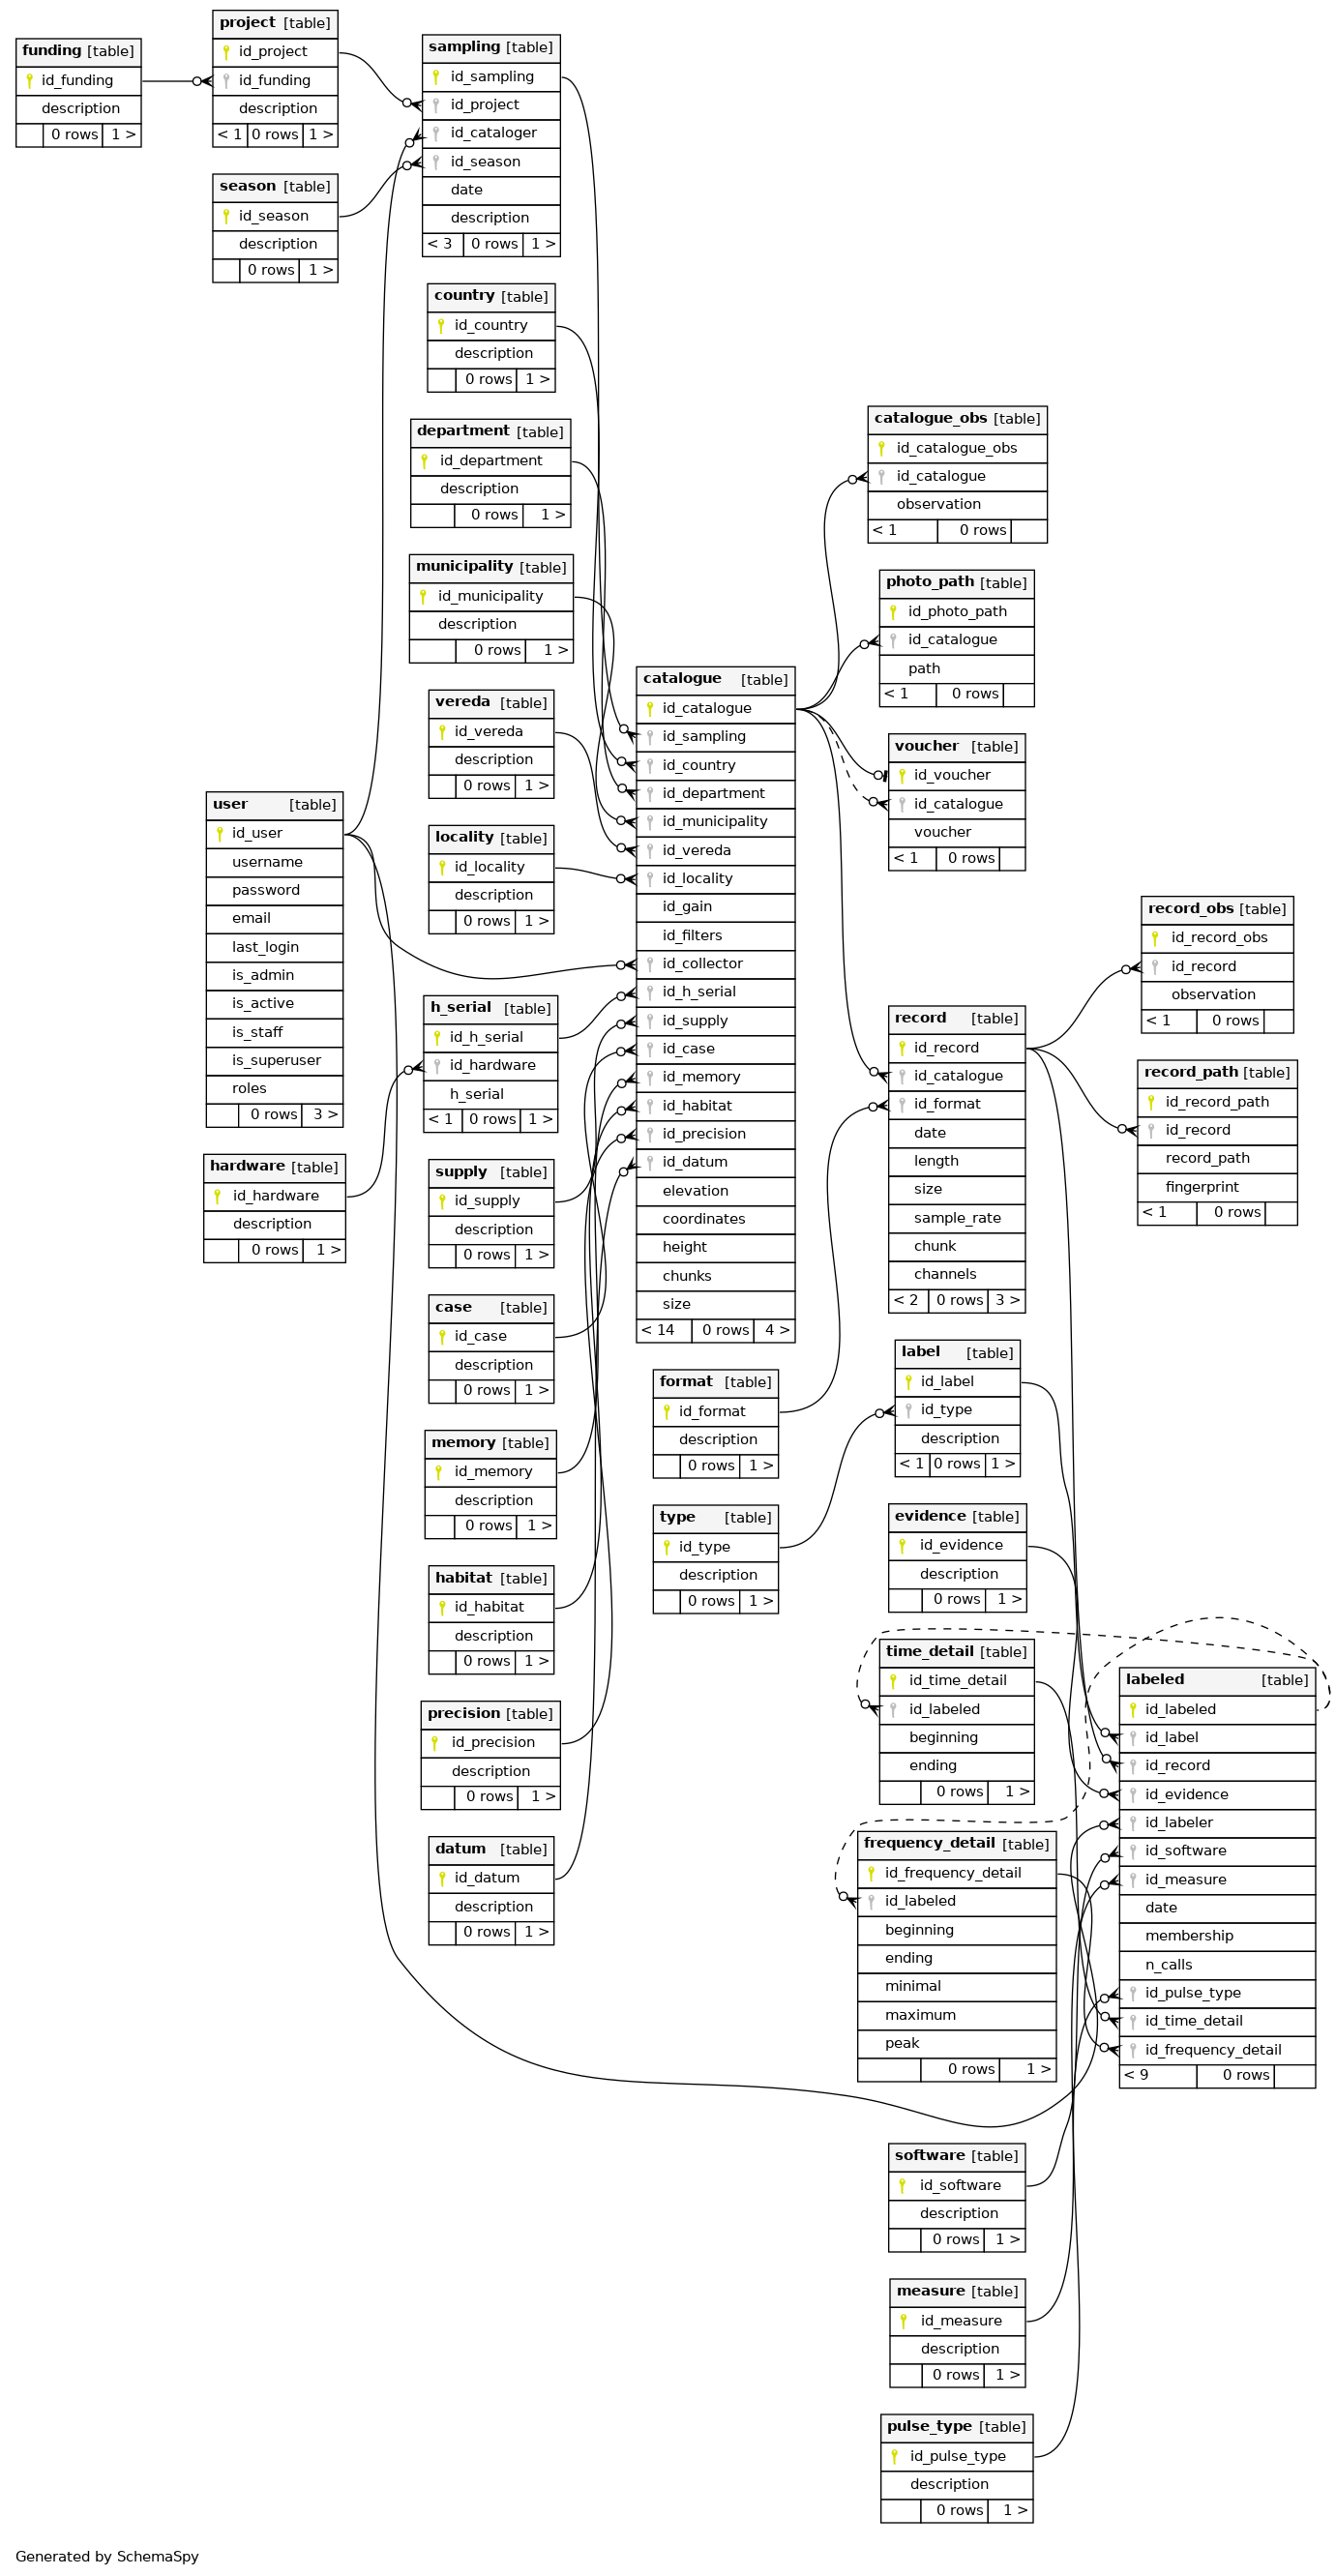 funding [table]
id_funding
description
0 rows 1 >
project [table]
id_project
id_funding
description
< 1 0 rows 1 >
season [table]
id_season
description
0 rows 1 >
sampling [table]
id_sampling
id_project
id_cataloger
id_season
date
description
< 3 0 rows 1 >
country [table]
id_country
description
0 rows 1 >
department [table]
id_department
description
0 rows 1 >
municipality [table]
id_municipality
description
0 rows 1 >
vereda [table]
id_vereda
description
0 rows 1 >
locality [table]
id_locality
description
0 rows 1 >
user [table]
id_user
username
password
email
last_login
is_admin
is_active
is_staff
is_superuser
roles
0 rows 3 >
hardware [table]
id_hardware
description
0 rows 1 >
h_serial [table]
id_h_serial
id_hardware
h_serial
< 1 0 rows 1 >
supply [table]
id_supply
description
0 rows 1 >
case [table]
id_case
description
0 rows 1 >
memory [table]
id_memory
description
0 rows 1 >
habitat [table]
id_habitat
description
0 rows 1 >
precision [table]
id_precision
description
0 rows 1 >
datum [table]
id_datum
description
0 rows 1 >
catalogue [table]
id_catalogue
id_sampling
id_country
id_department
id_municipality
id_vereda
id_locality
id_gain
id_filters
id_collector
id_h_serial
id_supply
id_case
id_memory
id_habitat
id_precision
id_datum
elevation
coordinates
height
chunks
size
< 14 0 rows 4 >
format [table]
id_format
description
0 rows 1 >
type [table]
id_type
description
0 rows 1 >
catalogue_obs [table]
id_catalogue_obs
id_catalogue
observation
< 1 0 rows
photo_path [table]
id_photo_path
id_catalogue
path
< 1 0 rows
voucher [table]
id_voucher
id_catalogue
voucher
< 1 0 rows
record [table]
id_record
id_catalogue
id_format
date
length
size
sample_rate
chunk
channels
< 2 0 rows 3 >
label [table]
id_label
id_type
description
< 1 0 rows 1 >
evidence [table]
id_evidence
description
0 rows 1 >
time_detail [table]
id_time_detail
id_labeled
beginning
ending
0 rows 1 >
frequency_detail [table]
id_frequency_detail
id_labeled
beginning
ending
minimal
maximum
peak
0 rows 1 >
software [table]
id_software
description
0 rows 1 >
measure [table]
id_measure
description
0 rows 1 >
pulse_type [table]
id_pulse_type
description
0 rows 1 >
record_obs [table]
id_record_obs
id_record
observation
< 1 0 rows
record_path [table]
id_record_path
id_record
record_path
fingerprint
< 1 0 rows
labeled [table]
id_labeled
id_label
id_record
id_evidence
id_labeler
id_software
id_measure
date
membership
n_calls
id_pulse_type
id_time_detail
id_frequency_detail
< 9 0 rows
Generated by SchemaSpy